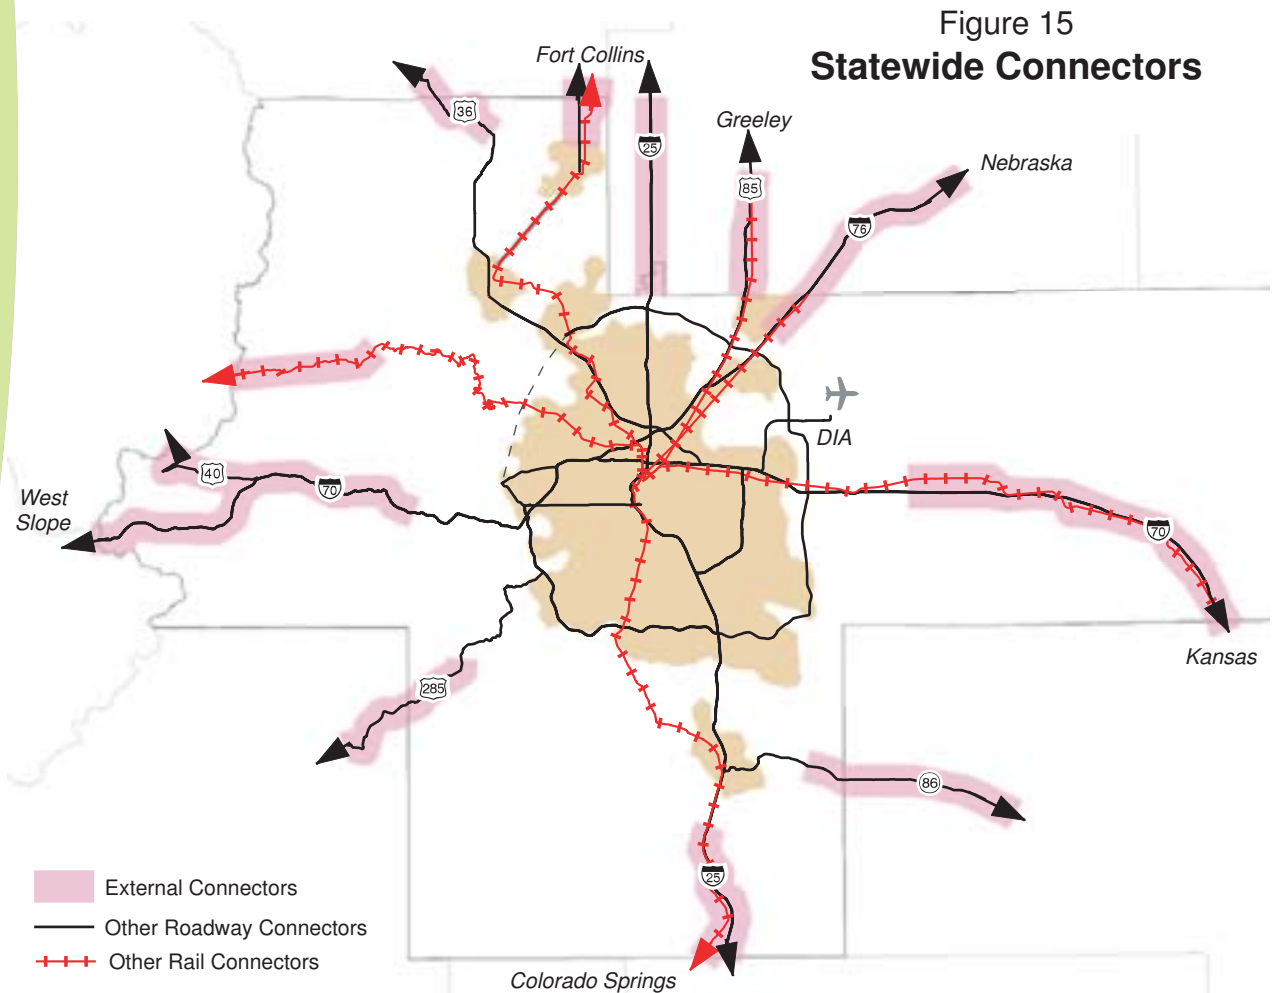 Figure 15
Statewide Connectors
Fort Collins
36
25
Greeley
85
Nebraska
76
DIA
40
70
West
Slope
70
Kansas
285
86
25
Colorado Springs
External Connectors
Other Roadway Connectors
Other Rail Connectors